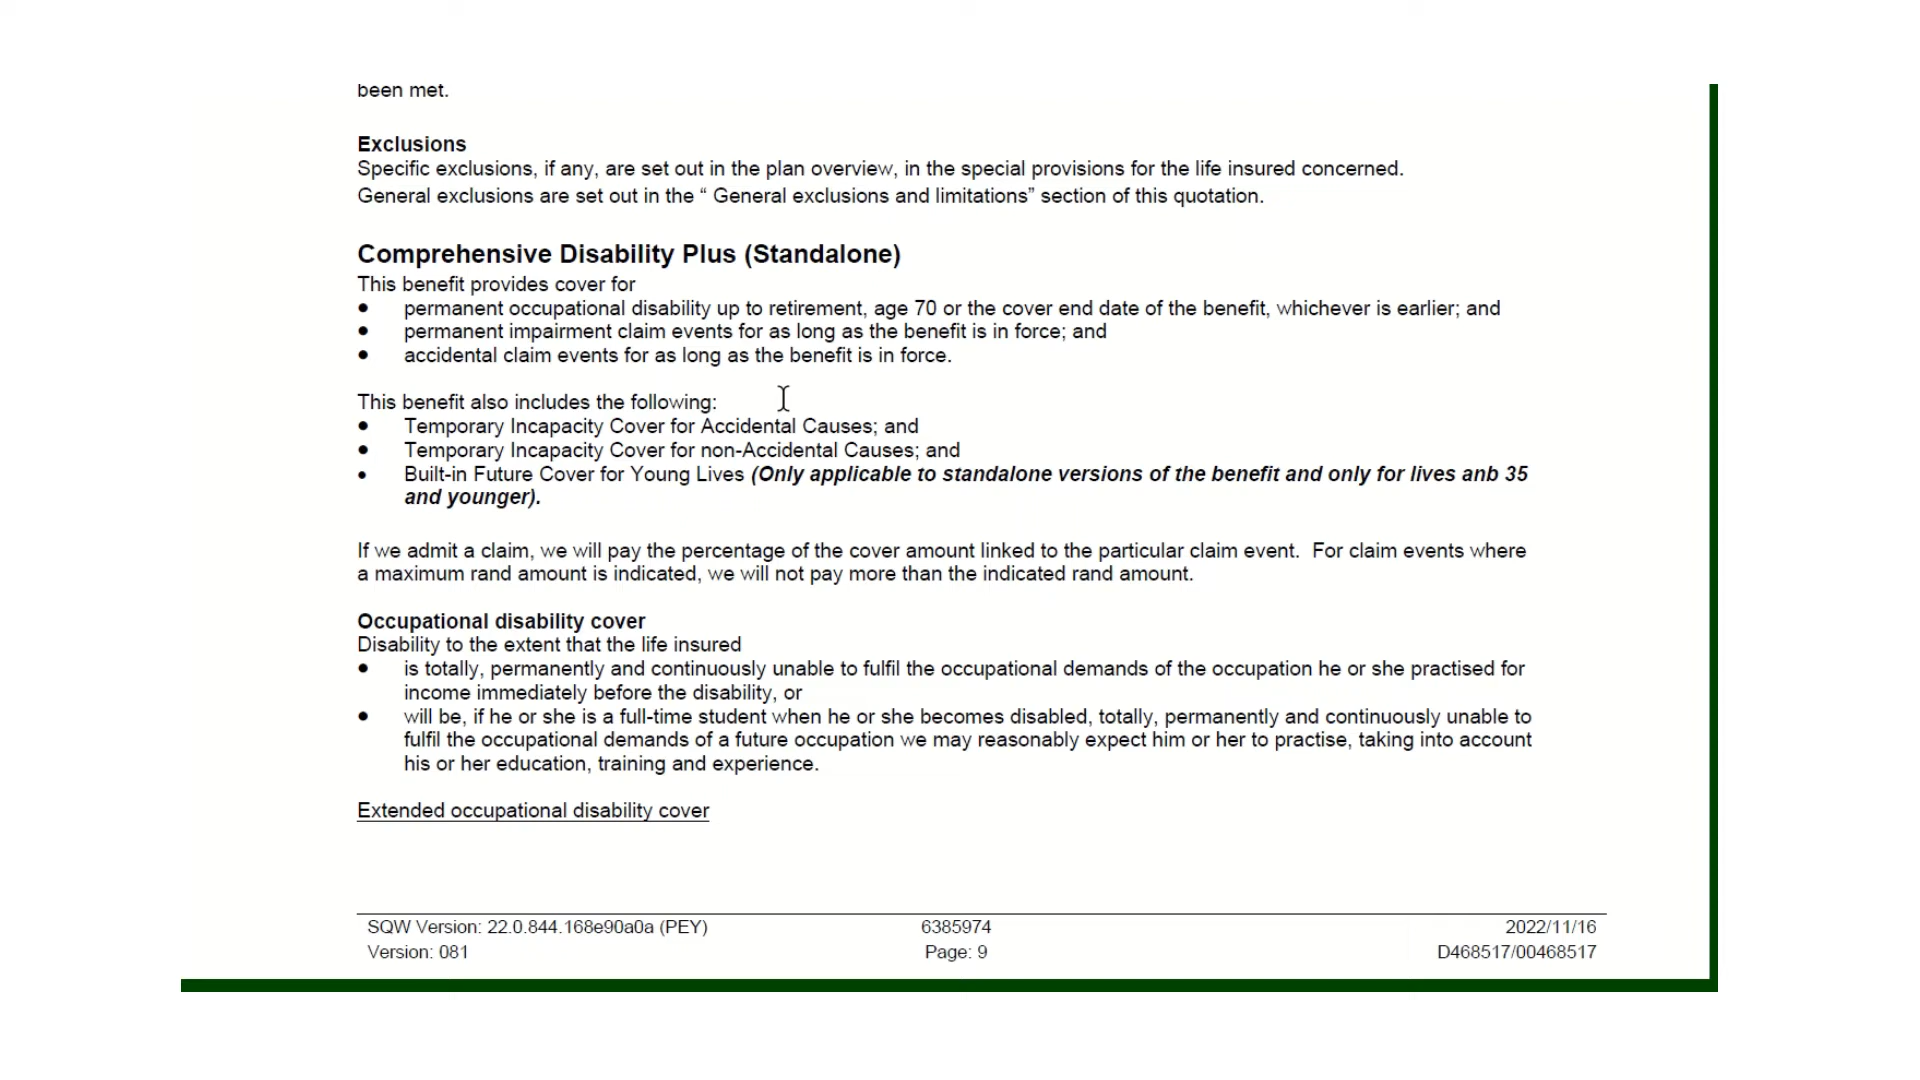 been met.
Exclusions
Specific exclusions, if any, are set out in the plan overview, in the special provisions for the life insured concerned.
General exclusions are set out in the “ General exclusions and limitations” section of this quotation.
Comprehensive Disability Plus (Standalone)
This benefit provides cover for
● permanent occupational disability up to retirement, age 70 or the cover end date of the benefit, whichever is earlier; and
● permanent impairment claim events for as long as the benefit is in force; and
● accidental claim events for as long as the benefit is in force.
This benefit also includes the following:
● Temporary Incapacity Cover for Accidental Causes; and
● Temporary Incapacity Cover for non-Accidental Causes; and
● Built-in Future Cover for Young Lives (Only applicable to standalone versions of the benefit and only for lives anb 35
and younger).
If we admit a claim, we will pay the percentage of the cover amount linked to the particular claim event. For claim events where
a maximum rand amount is indicated, we will not pay more than the indicated rand amount.
Occupational disability cover
Disability to the extent that the life insured
● is totally, permanently and continuously unable to fulfil the occupational demands of the occupation he or she practised for
income immediately before the disability, or
● will be, if he or she is a full-time student when he or she becomes disabled, totally, permanently and continuously unable to
fulfil the occupational demands of a future occupation we may reasonably expect him or her to practise, taking into account
his or her education, training and experience.
Extended occupational disability cover
SQW Version: 22.0.844.168e90a0a (PEY) 6385974 2022/11/16
Version: 081 Page: 9 D468517/00468517